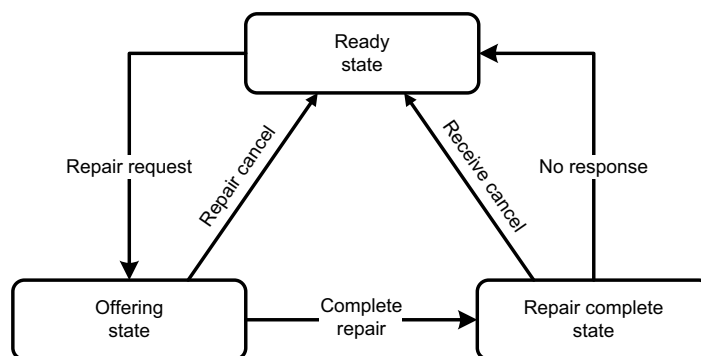 Ready
state
Repair request
Repair cancel
Receive cancel
No response
Offering
state
Complete
repair
Repair complete
state